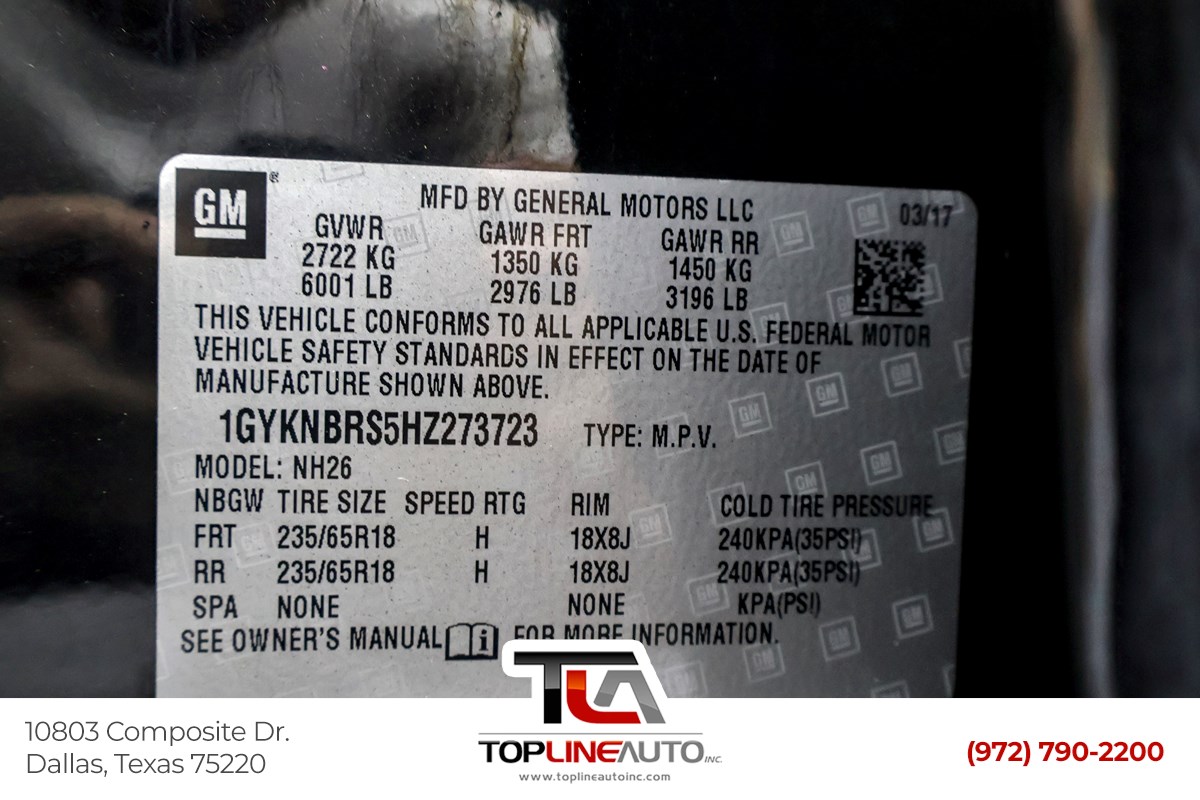 GM®
MFD BY GENERAL MOTORS LLC
03/17
GVWR GAWR FRT GAWR RR
2722 KG 1350 KG 1450 KG
6001 LB 2976 LB 3196 LB
THIS VEHICLE CONFORMS TO ALL APPLICABLE U.S. FEDERAL MOTOR
VEHICLE SAFETY STANDARDS IN EFFECT ON THE DATE OF
MANUFACTURE SHOWN ABOVE.
1GYKNBRS5HZ273723 TYPE: M.P.V.
MODEL: NH26
NBGW TIRE SIZE SPEED RTG RIM COLD TIRE PRESSURE
FRT 235/65R18 H 18X8J 240KPA(35PSI)
RR 235/65R18 H 18X8J 240KPA(35PSI)
SPA NONE NONE KPA(PSI)
SEE OWNER'S MANUAL FOR MORE INFORMATION.
10803 Composite Dr.
Dallas, Texas 75220
TLA
TOPLINEAUTO INC.
www.toplineautoinc.com
(972) 790-2200